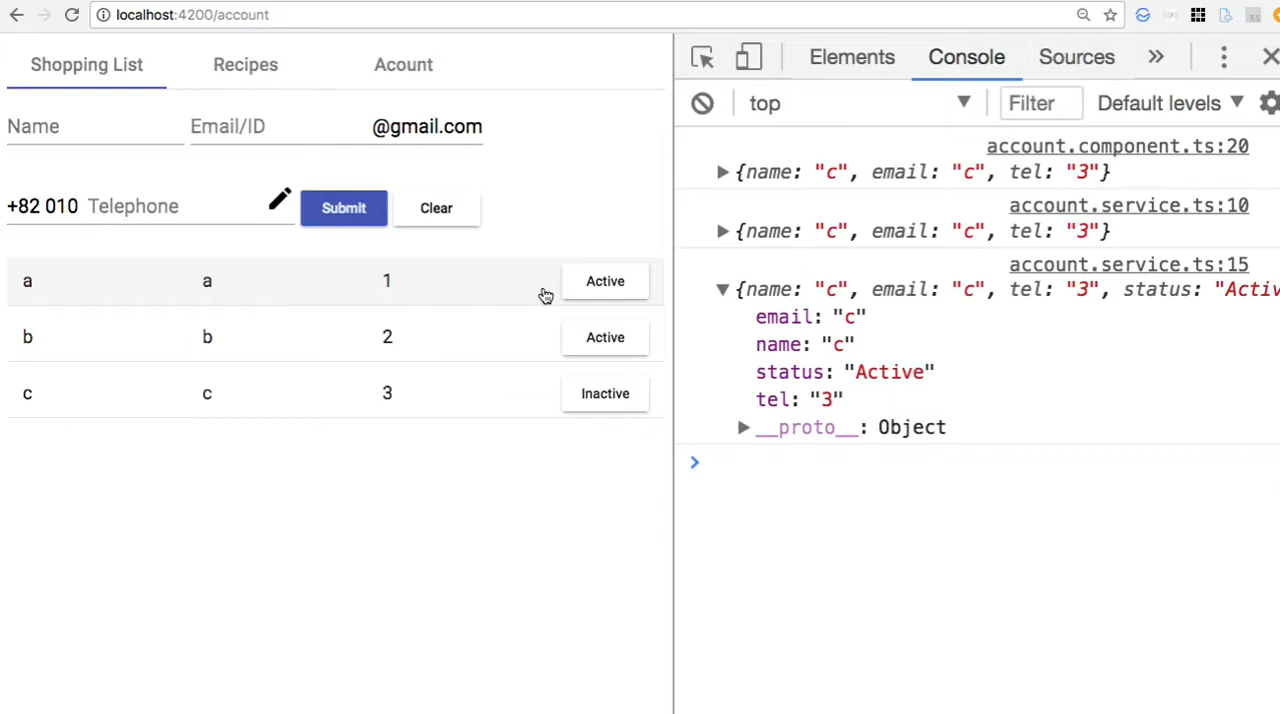 localhost:4200/account
Shopping List Recipes Acount
Name Email/ID @gmail.com
+82 010 Telephone Submit Clear
a a 1 Active
b b 2 Active
c c 3 Inactive
Elements Console Sources »
top Filter Default levels
account.component.ts:20
{name: "c", email: "c", tel: "3"}
account.service.ts:10
{name: "c", email: "c", tel: "3"}
account.service.ts:15
{name: "c", email: "c", tel: "3", status: "Activ
email: "c"
name: "c"
status: "Active"
tel: "3"
__proto__: Object